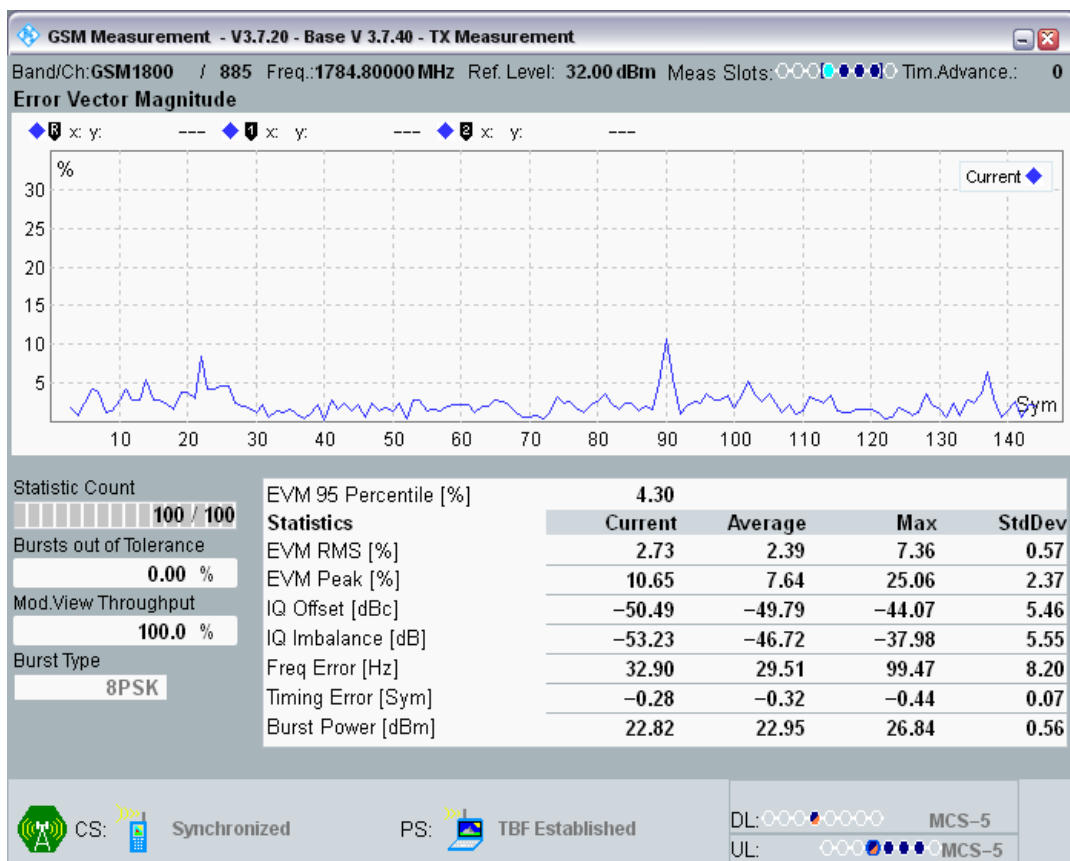 GSM Measurement - V3.7.20 - Base V 3.7.40 - TX Measurement
Band/Ch:GSM1800 / 885 Freq.:1784.80000 MHz Ref. Level: 32.00 dBm Meas Slots: Tim.Advance.: 0
Error Vector Magnitude
R x: y: --- 1 x: y: --- 2 x: y: ---
%
Current
30
25
20
15
10
5
Sym
10 20 30 40 50 60 70 80 90 100 110 120 130 140
Statistic Count
100 / 100
Bursts out of Tolerance
0.00 %
Mod.View Throughput
100.0 %
Burst Type
8PSK
EVM 95 Percentile [%] 4.30
Statistics Current Average Max StdDev
EVM RMS [%] 2.73 2.39 7.36 0.57
EVM Peak [%] 10.65 7.64 25.06 2.37
IQ Offset [dBc] −50.49 −49.79 −44.07 5.46
IQ Imbalance [dB] −53.23 −46.72 −37.98 5.55
Freq Error [Hz] 32.90 29.51 99.47 8.20
Timing Error [Sym] −0.28 −0.32 −0.44 0.07
Burst Power [dBm] 22.82 22.95 26.84 0.56
CS: Synchronized PS: TBF Established
DL: MCS−5
UL: MCS−5